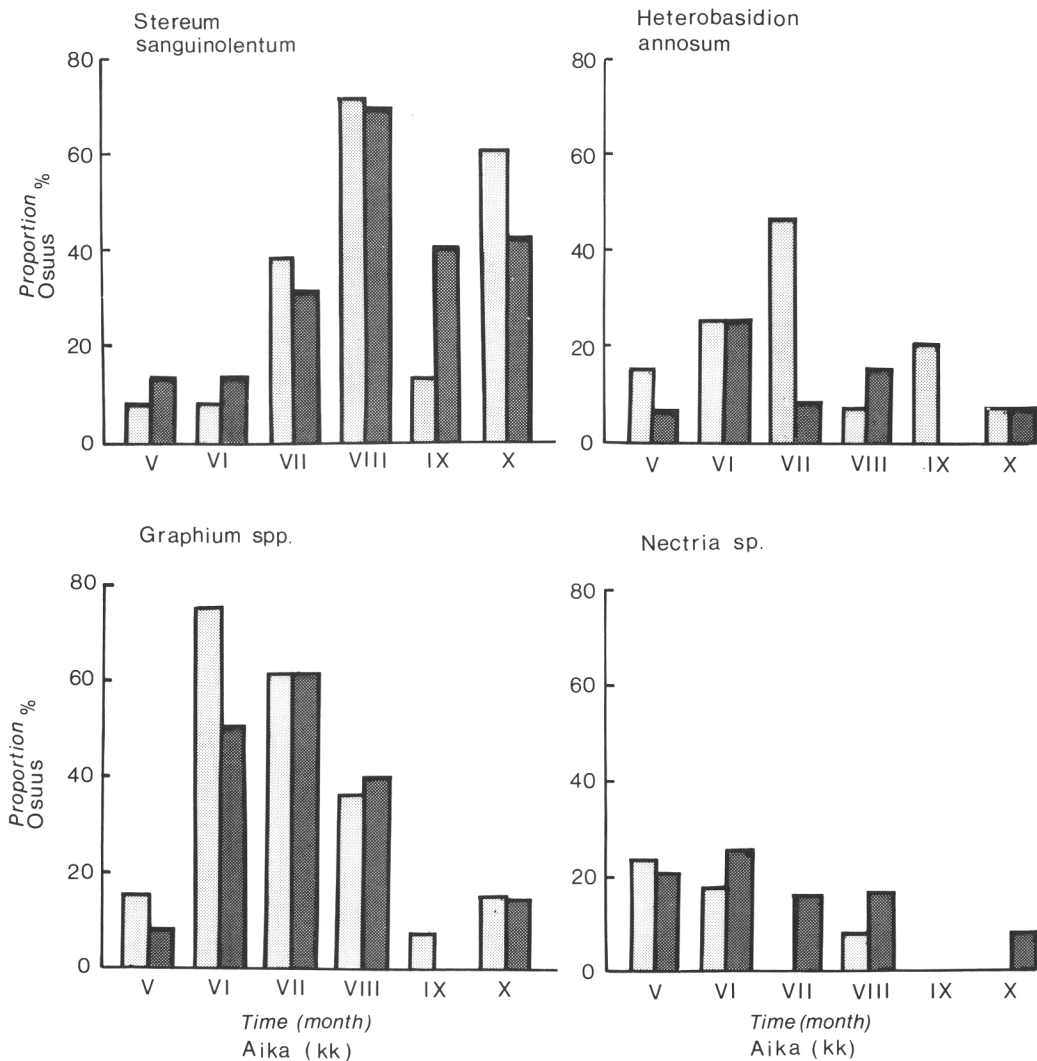 Stereum
sanguinolentum
80
60
40
20
0
Proportion %
Osuus
V VI VII VIII IX X
Heterobasidion
annosum
80
60
40
20
0
V VI VII VIII IX X
Graphium spp.
80
60
40
20
0
Proportion %
Osuus
V VI VII VIII IX X
Time (month)
Aika (kk)
Nectria sp.
80
60
40
20
0
V VI VII VIII IX X
Time (month)
Aika (kk)